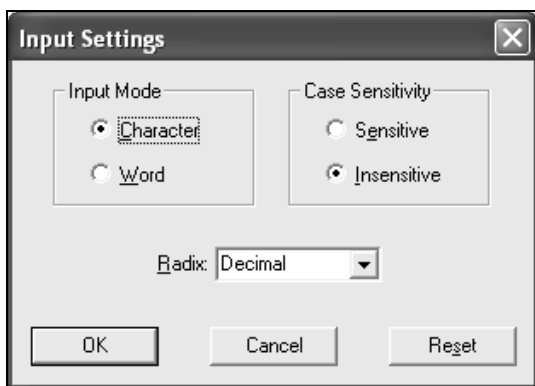 Input Settings
Input Mode
Character
Word
Case Sensitivity
Sensitive
Insensitive
Radix: Decimal
OK Cancel Reset